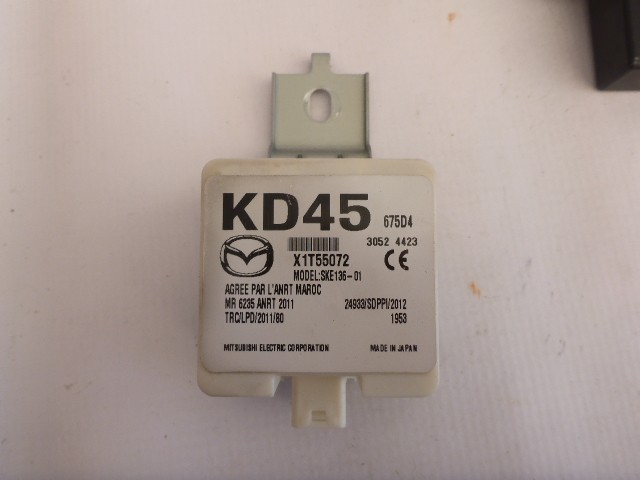 KD45 675D4
3052 4423
X1T55072 CE
MODEL:SKE136-01
AGREE PAR L'ANRT MAROC
MR 6235 ANRT 2011 24933/SDPPI/2012
TRC/LPD/2011/80 1953
MITSUBISHI ELECTRIC CORPORATION MADE IN JAPAN